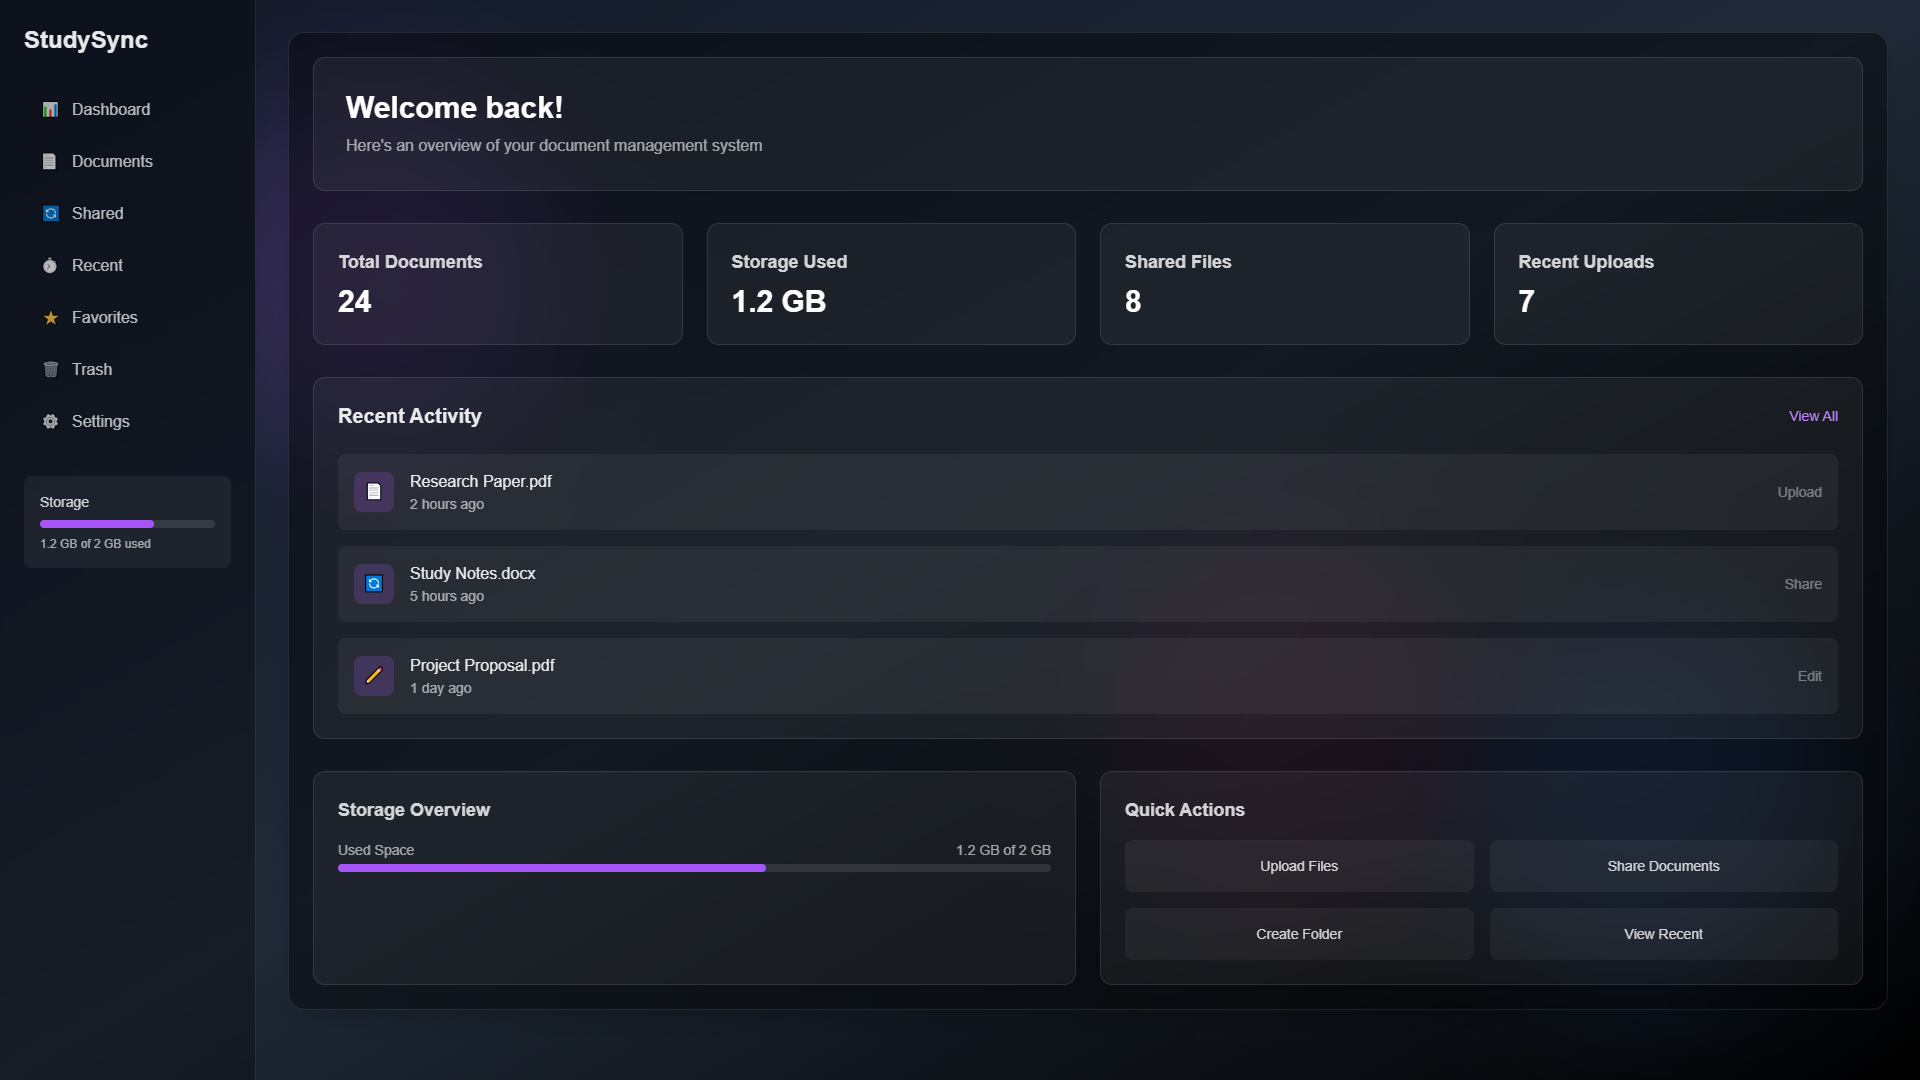 StudySync
Dashboard
Documents
Shared
Recent
Favorites
Trash
Settings
Storage
1.2 GB of 2 GB used
Welcome back!
Here's an overview of your document management system
Total Documents
24
Storage Used
1.2 GB
Shared Files
8
Recent Uploads
7
Recent Activity
View All
Research Paper.pdf
2 hours ago
Upload
Study Notes.docx
5 hours ago
Share
Project Proposal.pdf
1 day ago
Edit
Storage Overview
Used Space
1.2 GB of 2 GB
Quick Actions
Upload Files
Share Documents
Create Folder
View Recent